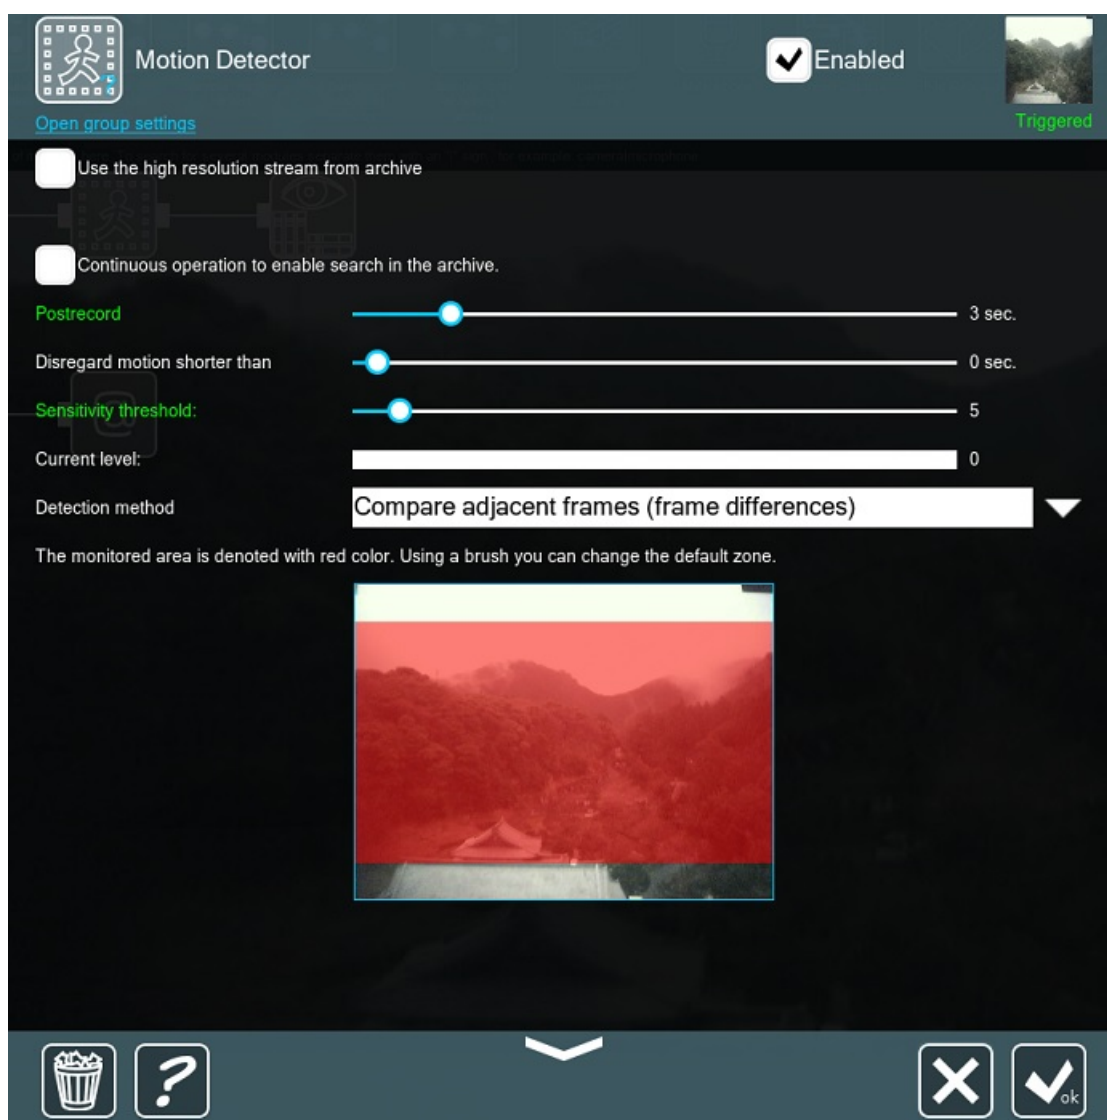 Motion Detector
Enabled
Open group settings
Triggered
Use the high resolution stream from archive
Continuous operation to enable search in the archive.
Postrecord 3 sec.
Disregard motion shorter than 0 sec.
Sensitivity threshold: 5
Current level: 0
Detection method Compare adjacent frames (frame differences)
The monitored area is denoted with red color. Using a brush you can change the default zone.
?
ok